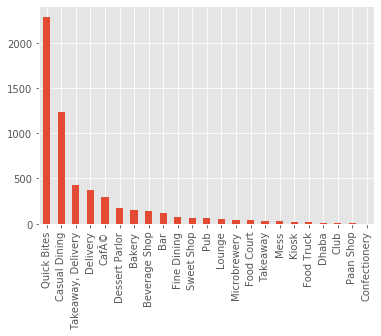 2000
1500
1000
500
0
Quick Bites
Casual Dining
Takeaway, Delivery
Delivery
CafÃ©
Dessert Parlor
Bakery
Beverage Shop
Bar
Fine Dining
Sweet Shop
Pub
Lounge
Microbrewery
Food Court
Takeaway
Mess
Kiosk
Food Truck
Dhaba
Club
Paan Shop
Confectionery